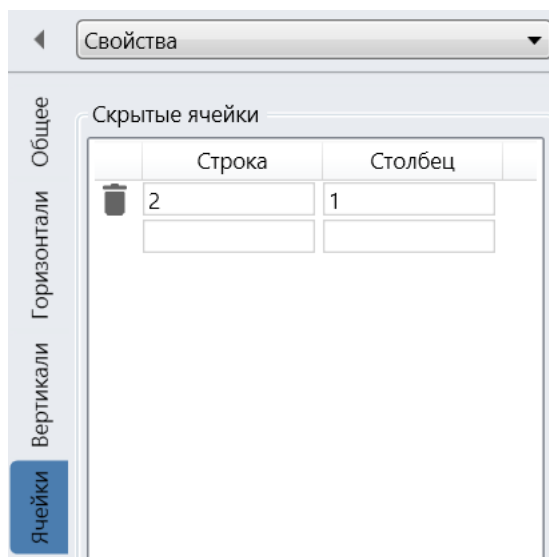 Свойства
Общее
Горизонтали
Вертикали
Ячейки
Скрытые ячейки
Строка Столбец
2 1